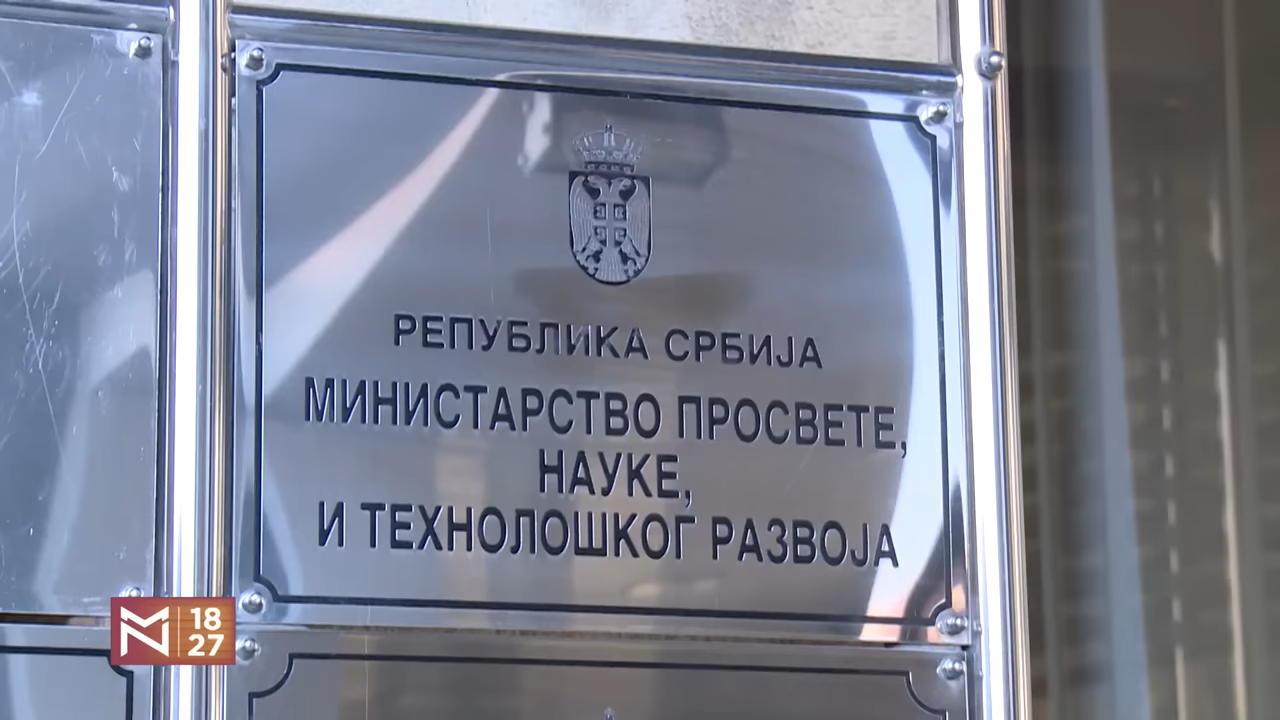 РЕПУБЛИКА СРБИЈА
МИНИСТАРСТВО ПРОСВЕТЕ,
НАУКЕ,
И ТЕХНОЛОШКОГ РАЗВОЈА
18
27